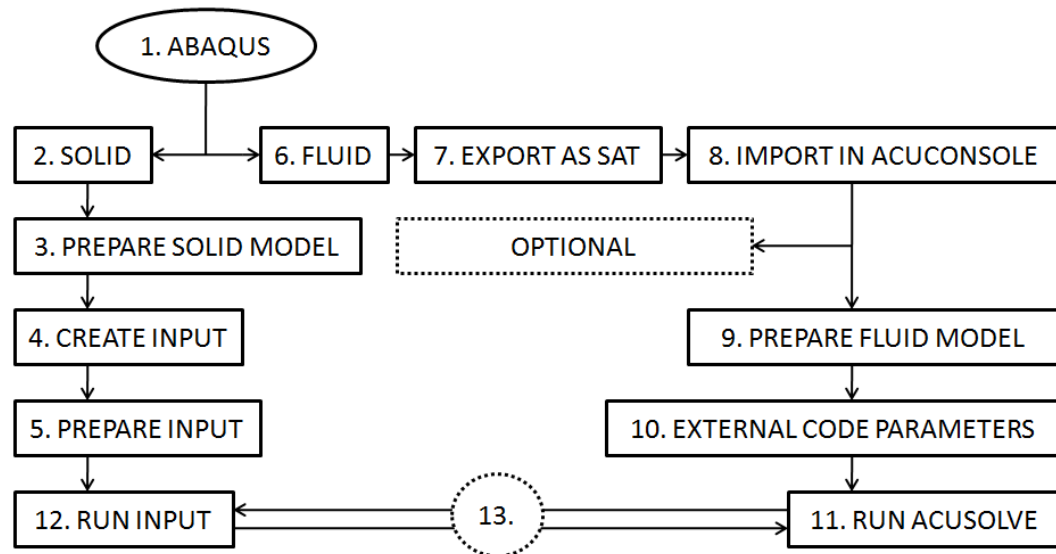 1. ABAQUS
2. SOLID
6. FLUID
7. EXPORT AS SAT
8. IMPORT IN ACUCONSOLE
3. PREPARE SOLID MODEL
OPTIONAL
4. CREATE INPUT
9. PREPARE FLUID MODEL
5. PREPARE INPUT
10. EXTERNAL CODE PARAMETERS
12. RUN INPUT
13.
11. RUN ACUSOLVE